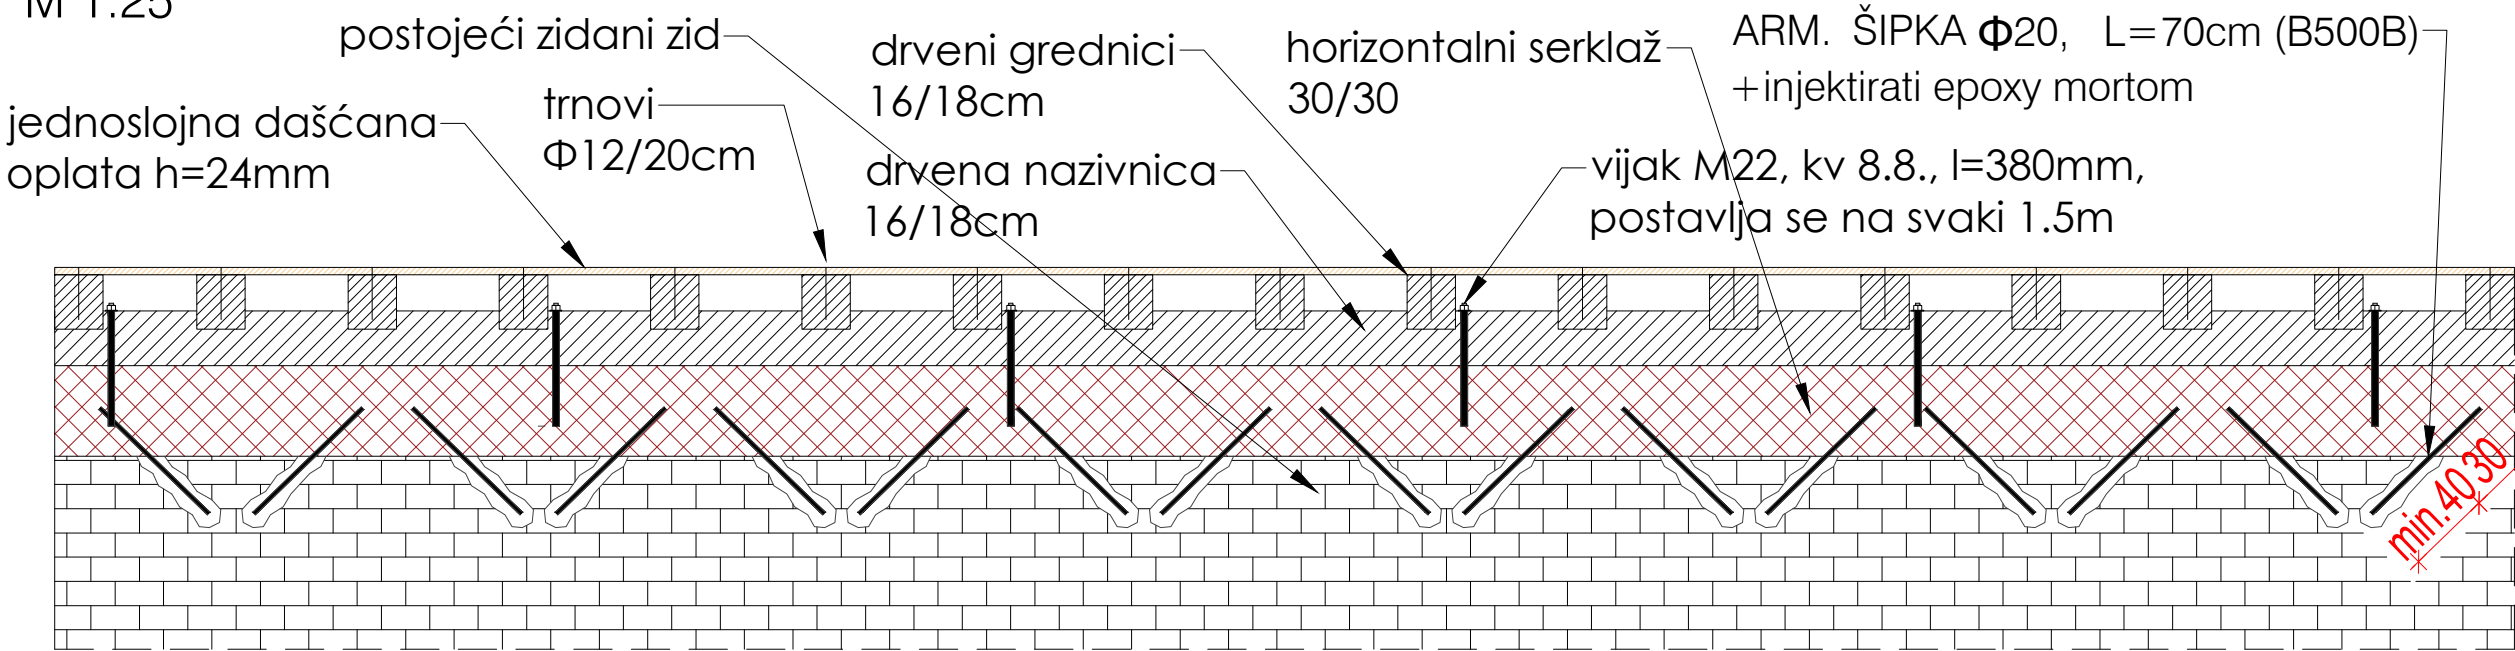 M 1:25
postojeći zidani zid
jednoslojna dašćana
oplata h=24mm
trnovi
Φ12/20cm
drveni grednici
16/18cm
drvena nazivnica
16/18cm
horizontalni serklaž
30/30
ARM. ŠIPKA Φ20, L=70cm (B500B)
+injektirati epoxy mortom
vijak M22, kv 8.8., l=380mm,
postavlja se na svaki 1.5m
min.40 30